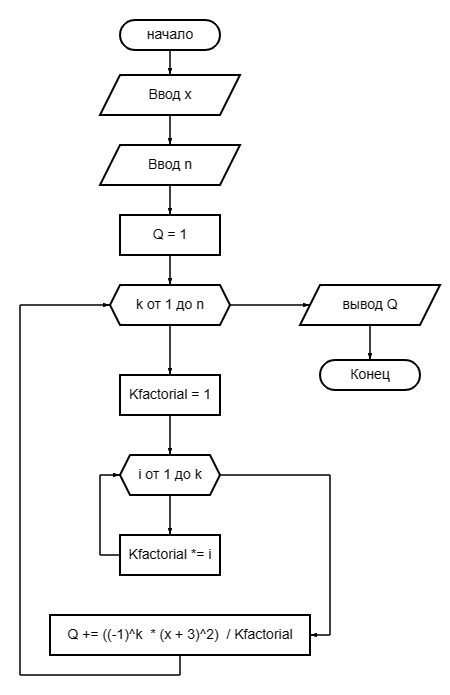 начало
Ввод x
Ввод n
Q = 1
k от 1 до n
вывод Q
Конец
Kfactorial = 1
i от 1 до k
Kfactorial *= i
Q += ((-1)^k * (x + 3)^2) / Kfactorial